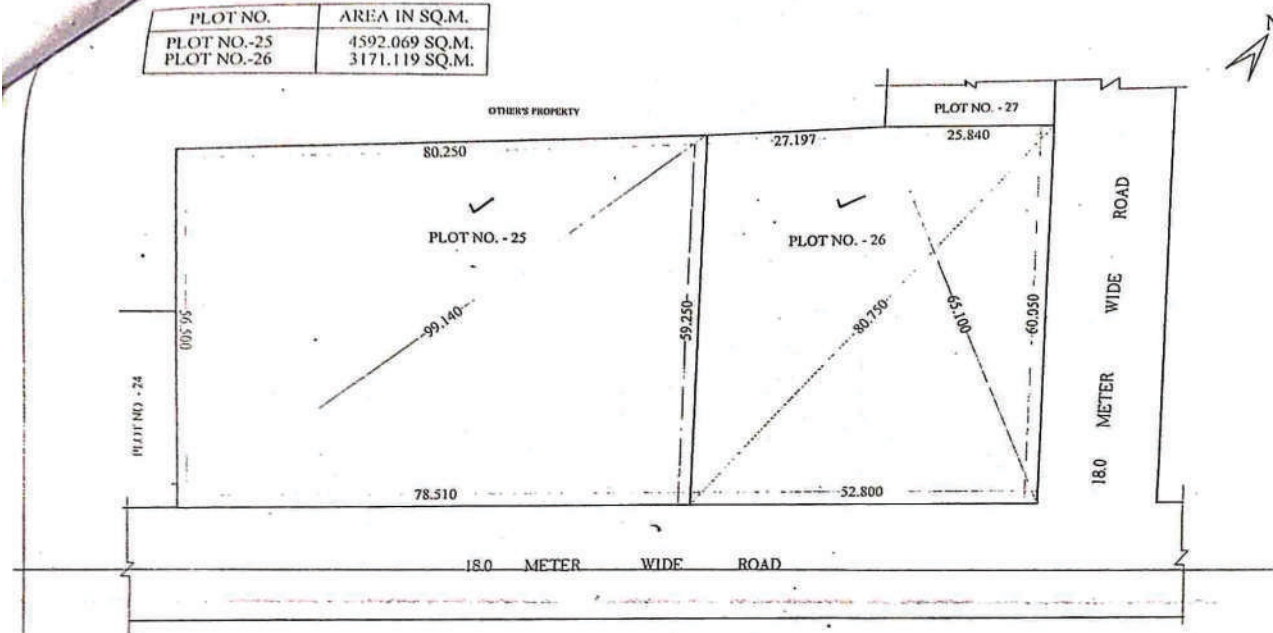 PLOT NO. AREA IN SQ.M.
PLOT NO.-25 4592.069 SQ.M.
PLOT NO.-26 3171.119 SQ.M.
N
OTHER'S PROPERTY
PLOT NO. - 27
80.250
27.197
25.840
PLOT NO. - 25
PLOT NO. - 26
56.500
99.140
59.250
80.750
65.100
60.050
18.0 METER WIDE ROAD
PLOT NO. - 24
78.510
52.800
18.0 METER WIDE ROAD